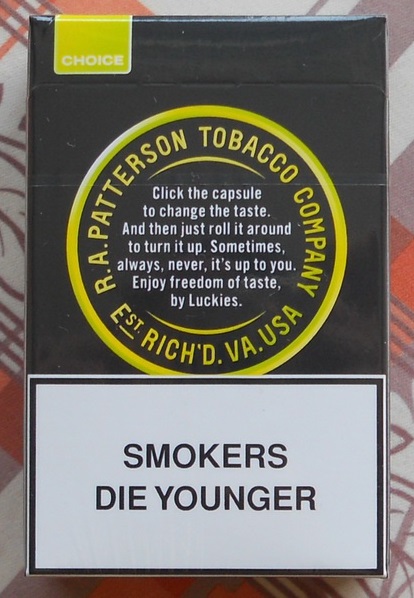 CHOICE
R.A.PATTERSON TOBACCO COMPANY
Click the capsule
to change the taste.
And then just roll it around
to turn it up. Sometimes,
always, never, it's up to you.
Enjoy freedom of taste,
by Luckies.
EST. RICH'D. VA. USA
SMOKERS
DIE YOUNGER